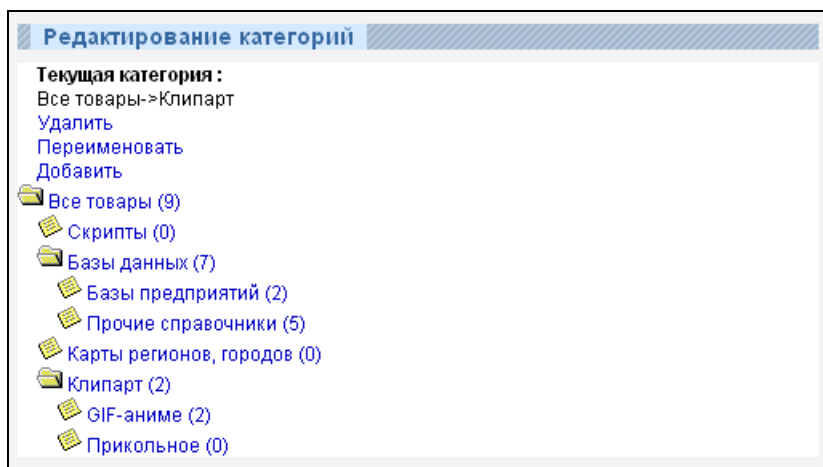 Редактирование категорий
Текущая категория :
Все товары->Клипарт
Удалить
Переименовать
Добавить
Все товары (9)
Скрипты (0)
Базы данных (7)
Базы предприятий (2)
Прочие справочники (5)
Карты регионов, городов (0)
Клипарт (2)
GIF-аниме (2)
Прикольное (0)